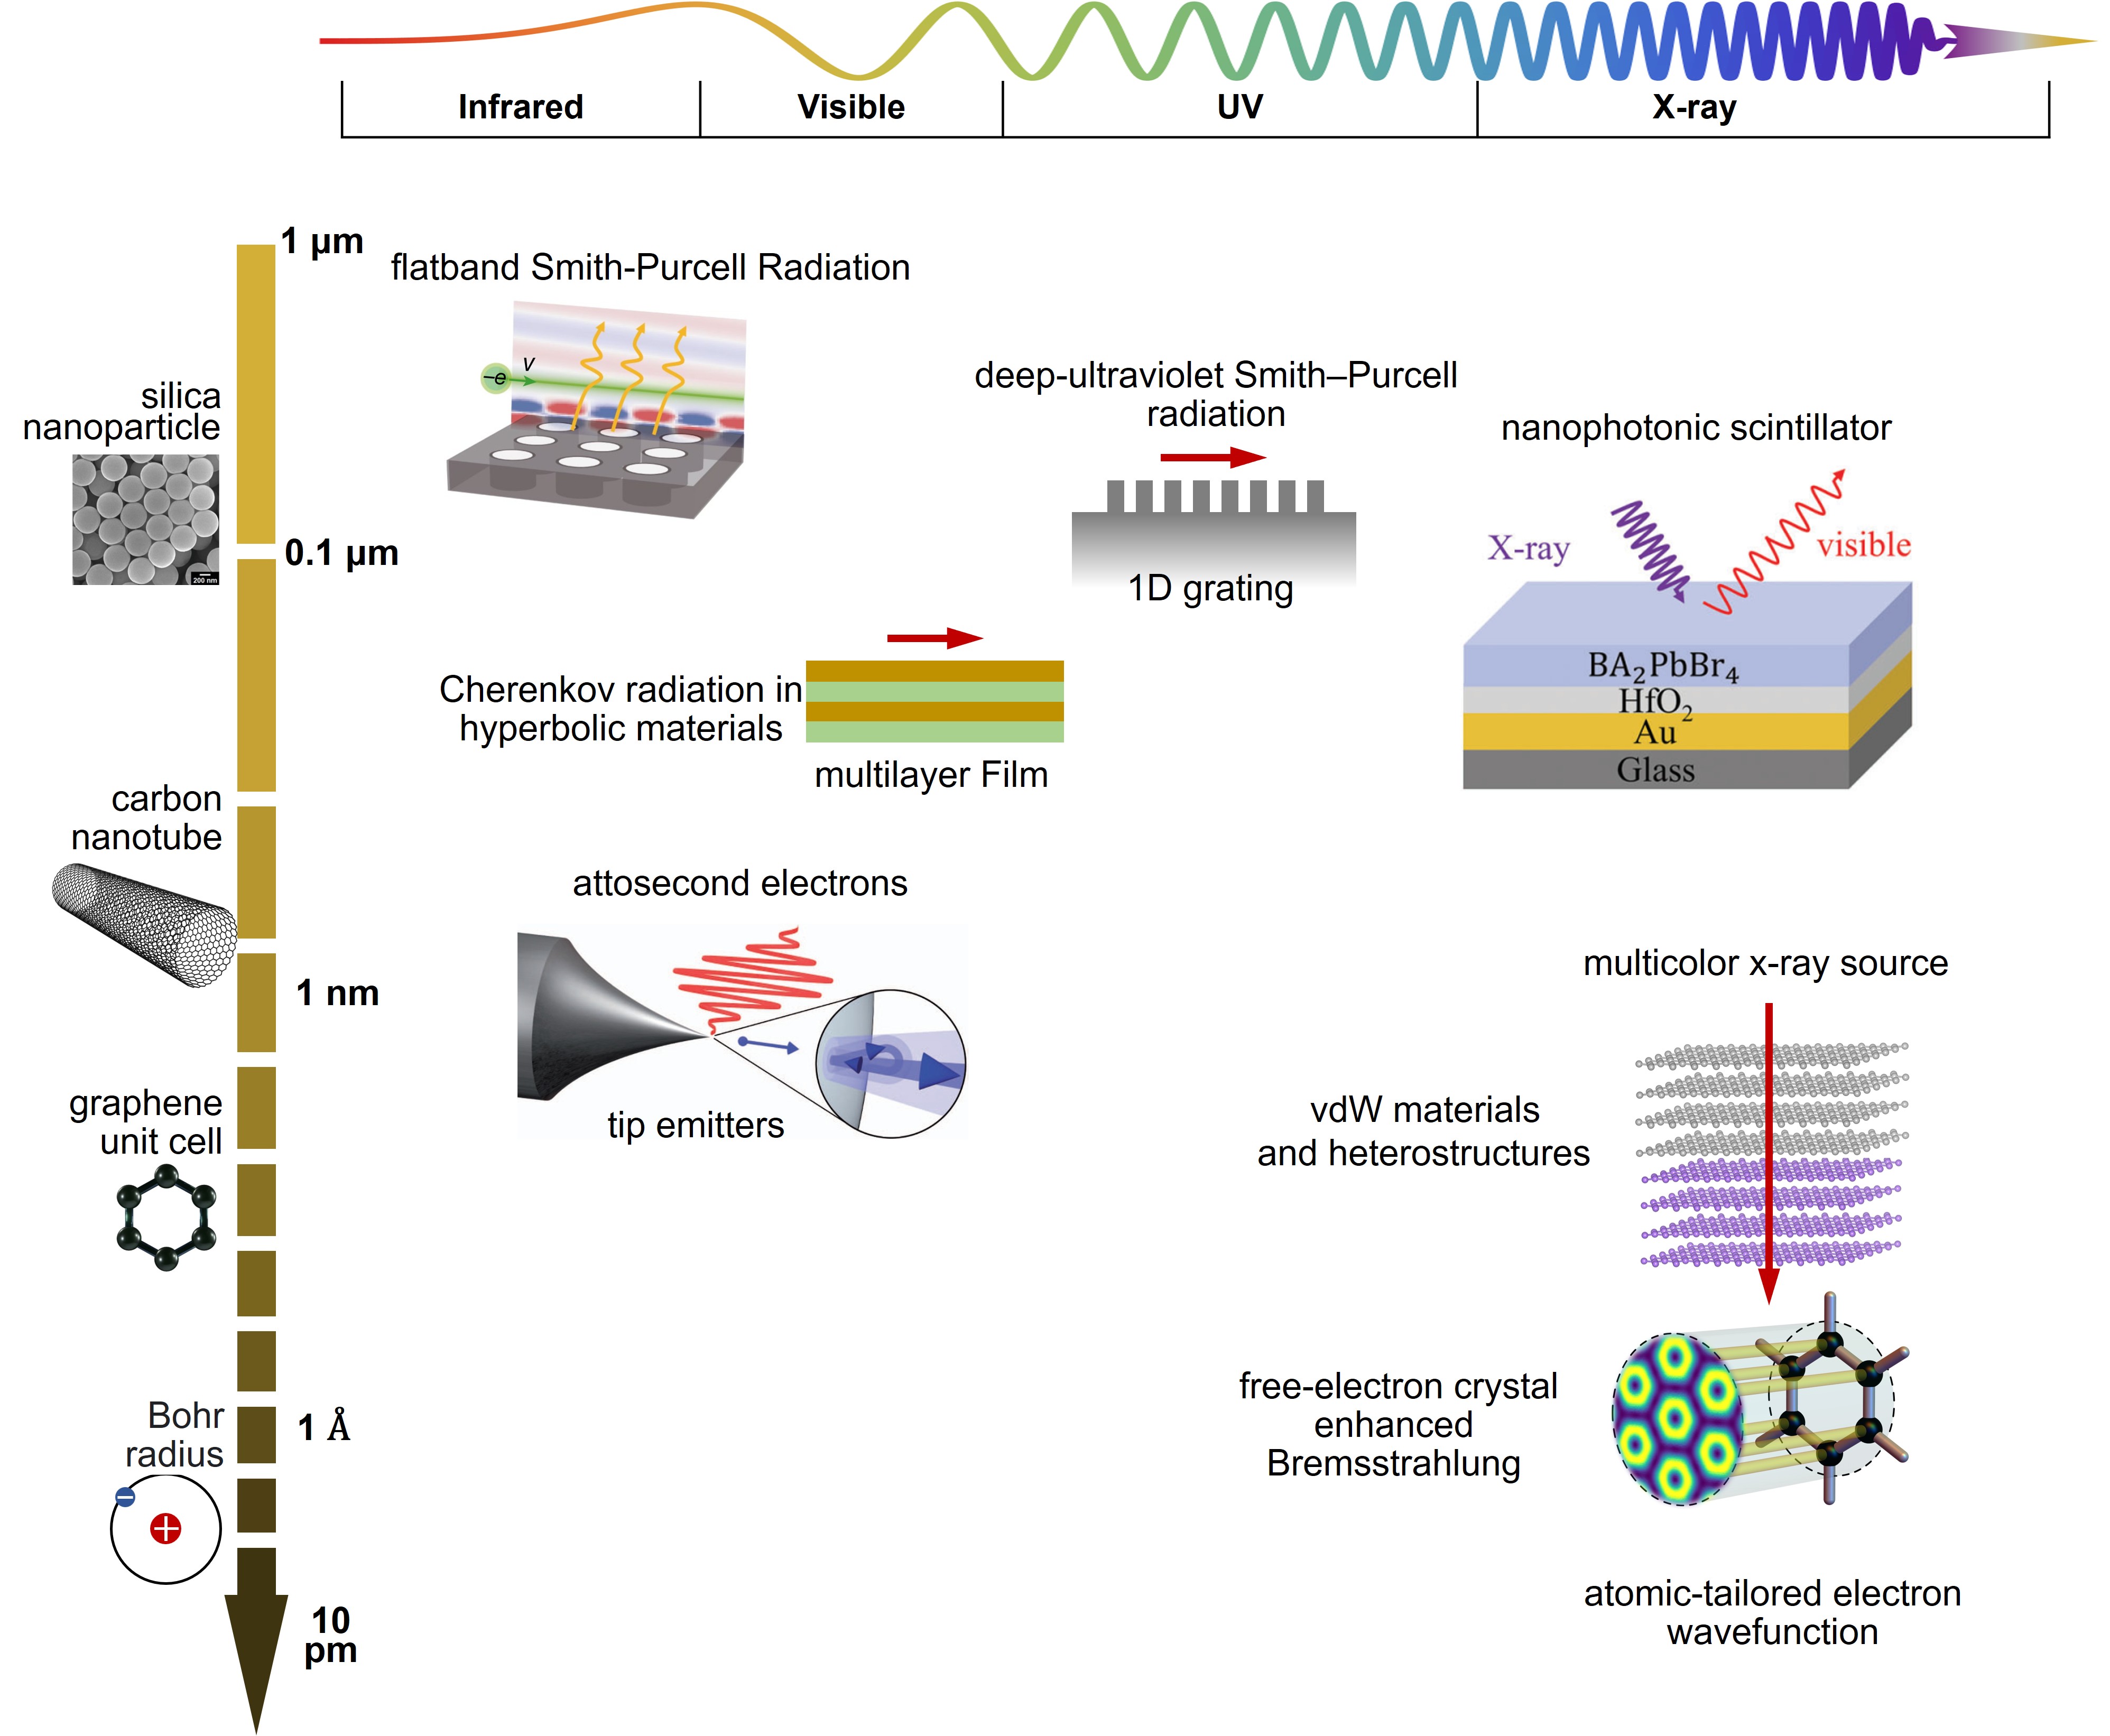 Infrared
Visible
UV
X-ray
1 µm
flatband Smith-Purcell Radiation
–e
v
deep-ultraviolet Smith–Purcell
radiation
1D grating
nanophotonic scintillator
X-ray
visible
BA₂PbBr₄
HfO₂
Au
Glass
silica
nanoparticle
200 nm
0.1 µm
Cherenkov radiation in
hyperbolic materials
multilayer Film
carbon
nanotube
attosecond electrons
tip emitters
1 nm
multicolor x-ray source
vdW materials
and heterostructures
graphene
unit cell
free-electron crystal
enhanced
Bremsstrahlung
Bohr
radius
1 Å
atomic-tailored electron
wavefunction
10
pm